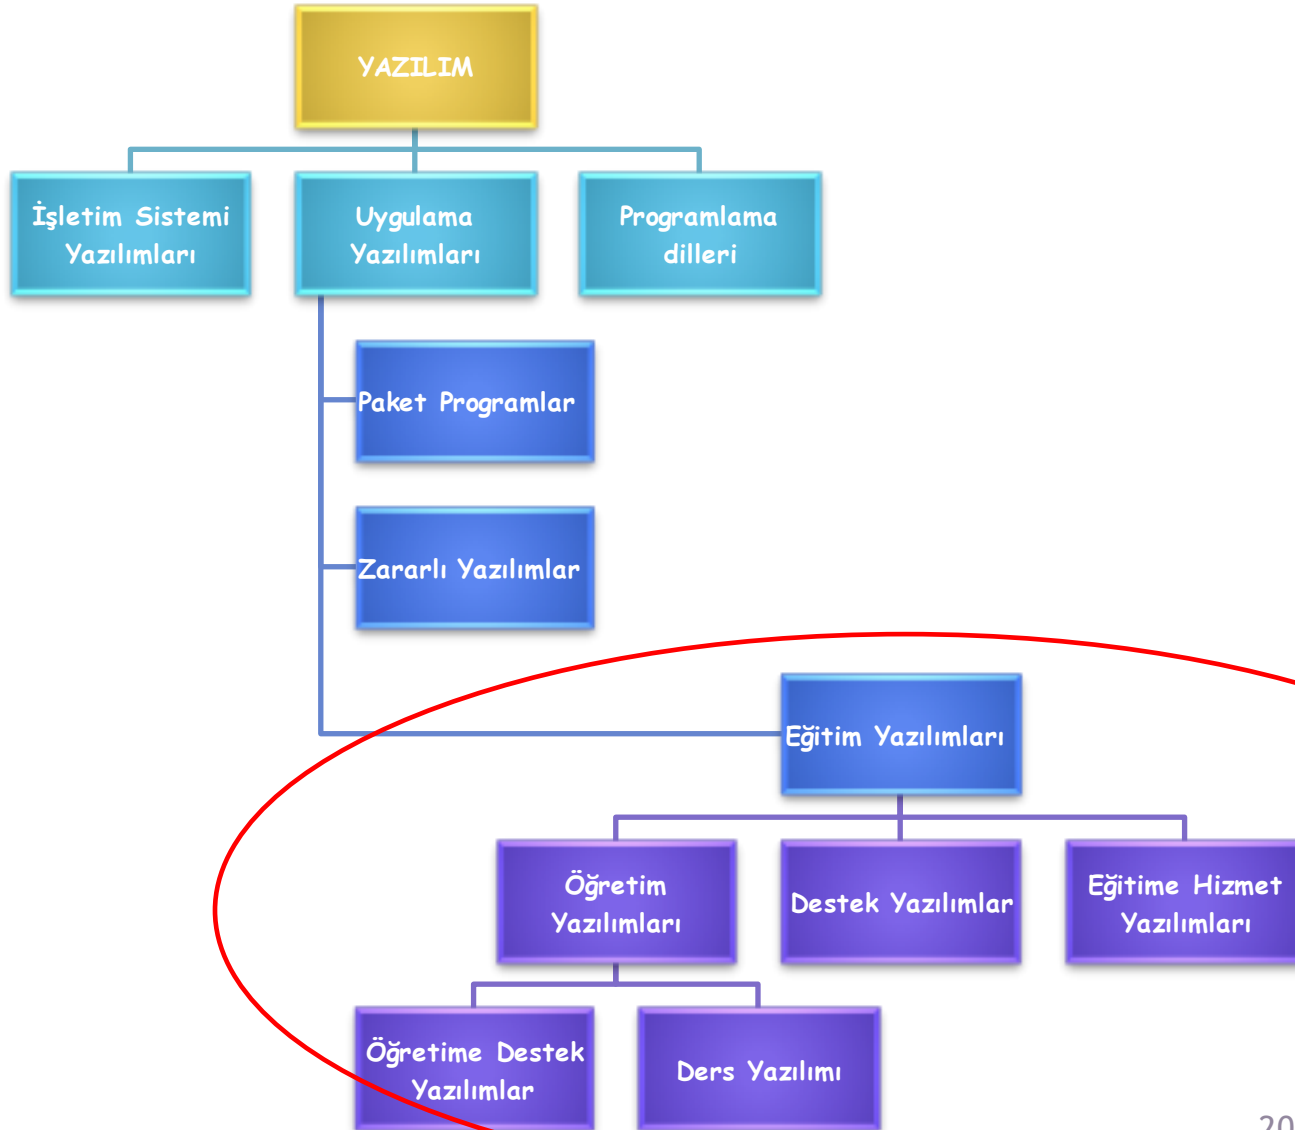 YAZILIM
İşletim Sistemi
Yazılımları
Uygulama
Yazılımları
Programlama
dilleri
Paket Programlar
Zararlı Yazılımlar
Eğitim Yazılımları
Öğretim
Yazılımları
Destek Yazılımlar
Eğitime Hizmet
Yazılımları
Öğretime Destek
Yazılımlar
Ders Yazılımı
20